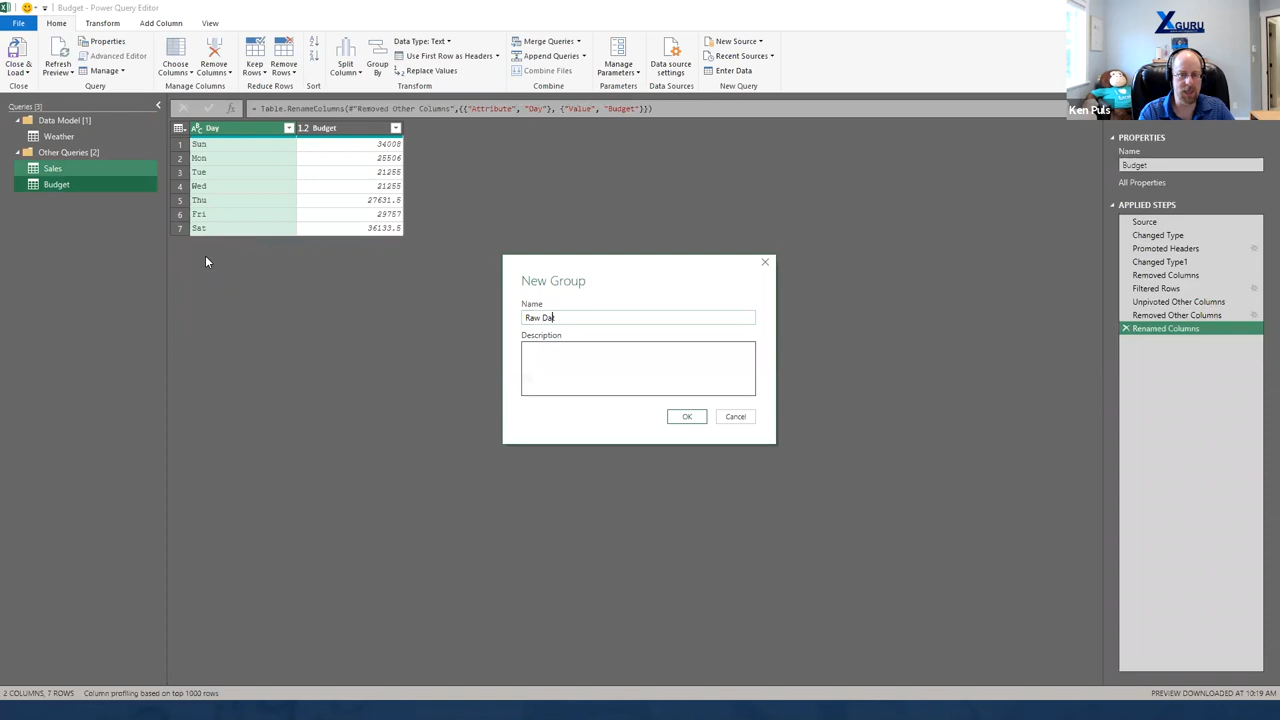 Budget - Power Query Editor
File
Home
Transform
Add Column
View
Close &
Load
Close
Refresh
Preview
Properties
Advanced Editor
Manage
Query
Choose
Columns
Remove
Columns
Manage Columns
Keep
Rows
Remove
Rows
Reduce Rows
Sort
Split
Column
Group
By
Data Type: Text
Use First Row as Headers
Replace Values
Transform
Merge Queries
Append Queries
Combine Files
Combine
Manage
Parameters
Parameters
Data source
settings
Data Sources
New Source
Recent Sources
Enter Data
New Query
XGURU
Ken Puls
Queries [3]
Data Model [1]
Weather
Other Queries [2]
Sales
Budget
= Table.RenameColumns(#"Removed Other Columns",{{"Attribute", "Day"}, {"Value", "Budget"}})
Day
1.2 Budget
1 Sun 34008
2 Mon 25506
3 Tue 21255
4 Wed 21255
5 Thu 27631.5
6 Fri 29757
7 Sat 36133.5
New Group
Name
Raw Dat
Description
OK
Cancel
PROPERTIES
Name
Budget
All Properties
APPLIED STEPS
Source
Changed Type
Promoted Headers
Changed Type1
Removed Columns
Filtered Rows
Unpivoted Other Columns
Removed Other Columns
Renamed Columns
2 COLUMNS, 7 ROWS
Column profiling based on top 1000 rows
PREVIEW DOWNLOADED AT 10:19 AM